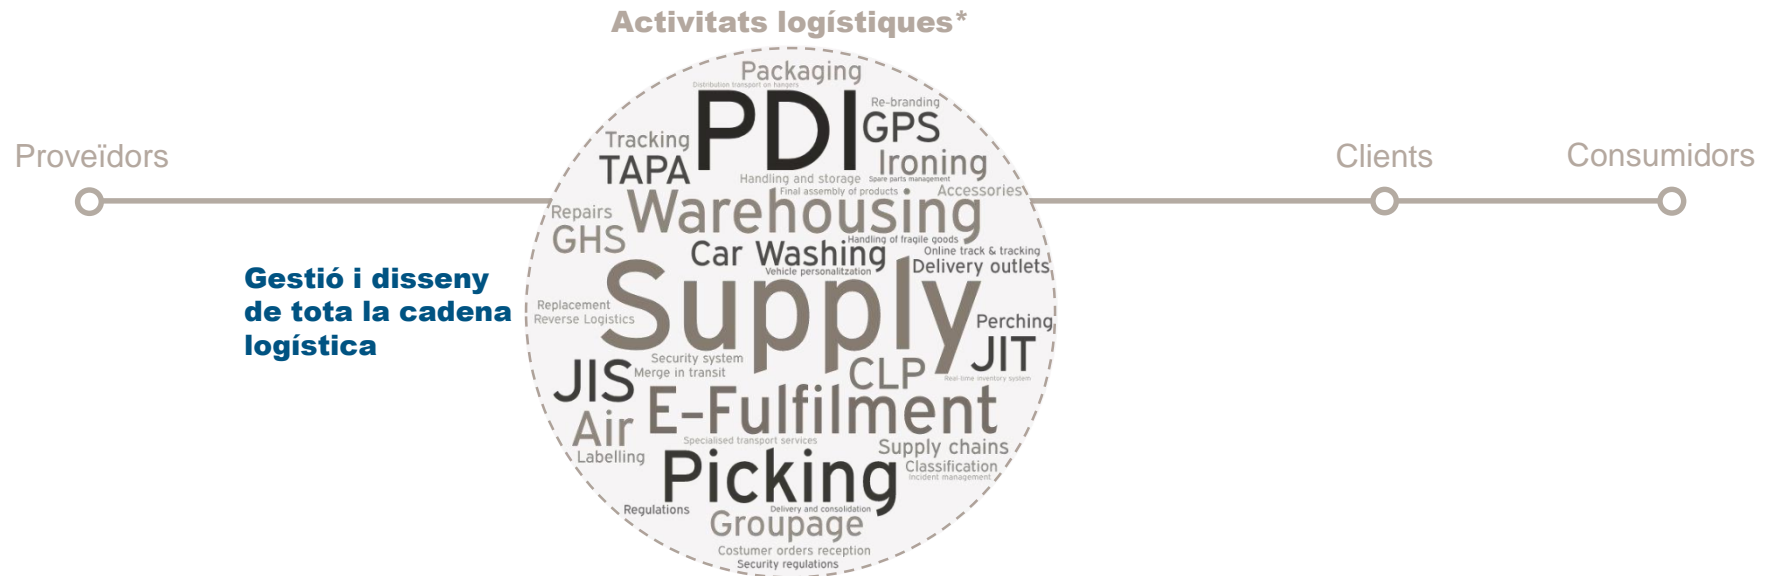 Activitats logístiques*
Packaging
Distribution transport on hangers
PDI
Re-branding
GPS
Tracking
TAPA
Ironing
Proveïdors
Clients
Consumidors
Handling and storage
Spare parts management
Final assembly of products
Accessories
Warehousing
Repairs
GHS
Car Washing
Handling of fragile goods
Online track & tracking
Vehicle personalitzation
Delivery outlets
Gestió i disseny
de tota la cadena
logística
Supply
Replacement
Reverse Logistics
Perching
JIT
Security system
Merge in transit
JIS
CLP
Real-time inventory system
E-Fulfilment
Air
Specialised transport services
Supply chains
Labelling
Picking
Classification
Incident management
Regulations
Delivery and consolidation
Groupage
Costumer orders reception
Security regulations